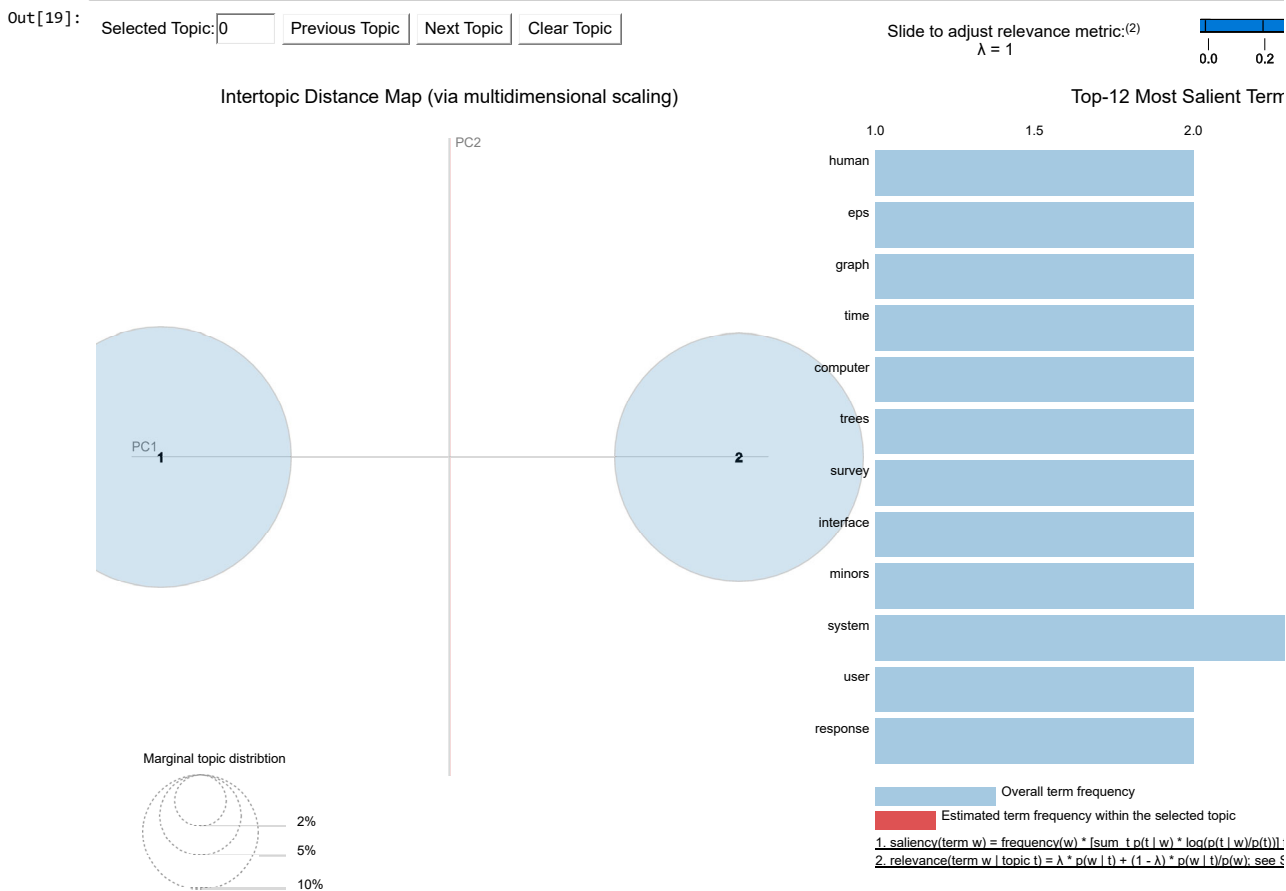 Out[19]:
Selected Topic: 0 Previous Topic Next Topic Clear Topic
Slide to adjust relevance metric:(2)
λ = 1
0.0 0.2
Intertopic Distance Map (via multidimensional scaling)
PC2
PC1
1
2
Marginal topic distribtion
2%
5%
10%
Top-12 Most Salient Term
1.0 1.5 2.0
human
eps
graph
time
computer
trees
survey
interface
minors
system
user
response
Overall term frequency
Estimated term frequency within the selected topic
1. saliency(term w) = frequency(w) * [sum_t p(t | w) * log(p(t | w)/p(t))]
2. relevance(term w | topic t) = λ * p(w | t) + (1 - λ) * p(w | t)/p(w); see S